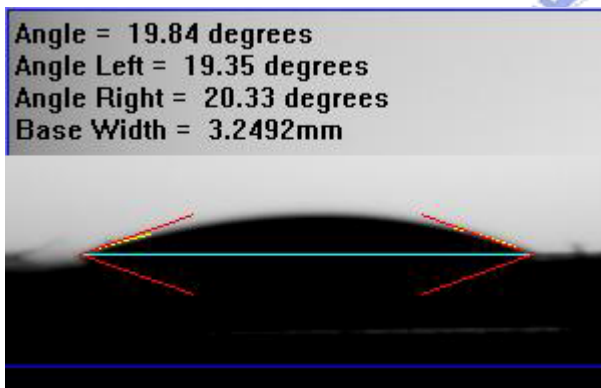 Angle = 19.84 degrees
Angle Left = 19.35 degrees
Angle Right = 20.33 degrees
Base Width = 3.2492mm